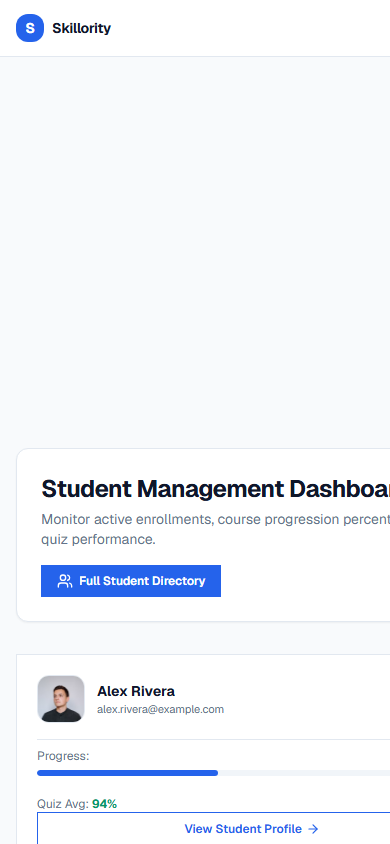 S Skillority
Student Management Dashboar
Monitor active enrollments, course progression percent
quiz performance.
Full Student Directory
Alex Rivera
alex.rivera@example.com
Progress:
Quiz Avg: 94%
View Student Profile →